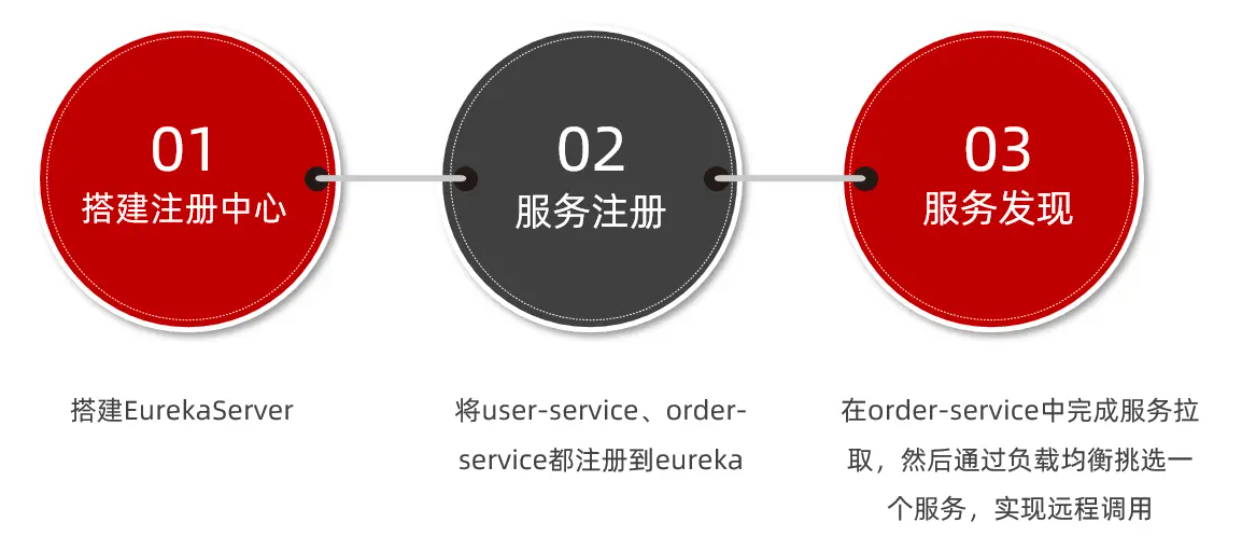 01
搭建注册中心
搭建EurekaServer
02
服务注册
将user-service、order-
service都注册到eureka
03
服务发现
在order-service中完成服务拉
取，然后通过负载均衡挑选一
个服务，实现远程调用